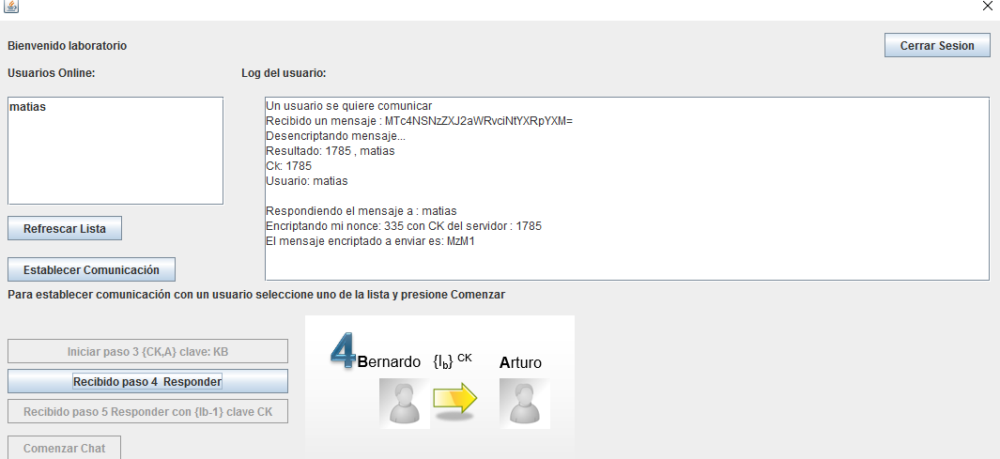 Bienvenido laboratorio
Cerrar Sesion
Usuarios Online:
Log del usuario:
matias
Un usuario se quiere comunicar
Recibido un mensaje : MTc4NSNzZXJ2aWRvciNtYXRpYXM=
Desencriptando mensaje...
Resultado: 1785 , matias
Ck: 1785
Usuario: matias
Respondiendo el mensaje a : matias
Encriptando mi nonce: 335 con CK del servidor : 1785
El mensaje encriptado a enviar es: MzM1
Refrescar Lista
Establecer Comunicación
Para establecer comunicación con un usuario seleccione uno de la lista y presione Comenzar
Iniciar paso 3 {CK,A} clave: KB
Recibido paso 4 Responder
Recibido paso 5 Responder con {Ib-1} clave CK
Comenzar Chat
4 Bernardo {Ib} CK Arturo